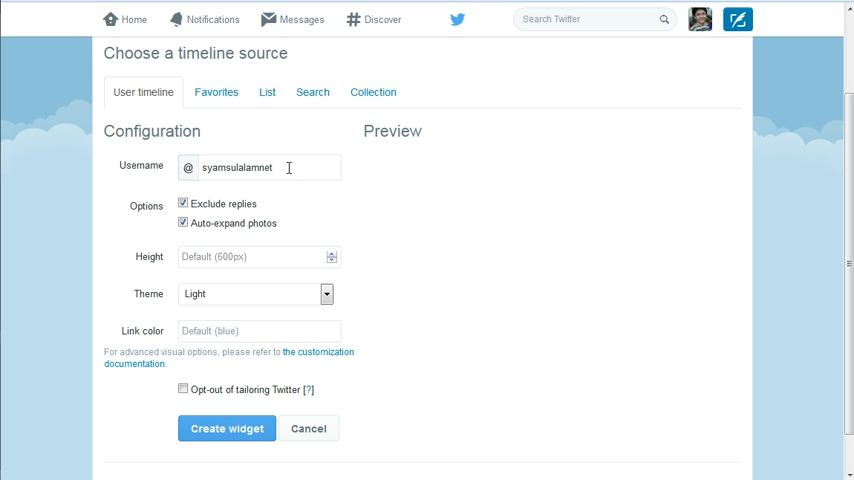 Home Notifications Messages # Discover Search Twitter
Choose a timeline source
User timeline Favorites List Search Collection
Configuration Preview
Username @ syamsulalamnet
Options Exclude replies
Auto-expand photos
Height Default (600px)
Theme Light
Link color Default (blue)
For advanced visual options, please refer to the customization
documentation.
Opt-out of tailoring Twitter [?]
Create widget Cancel